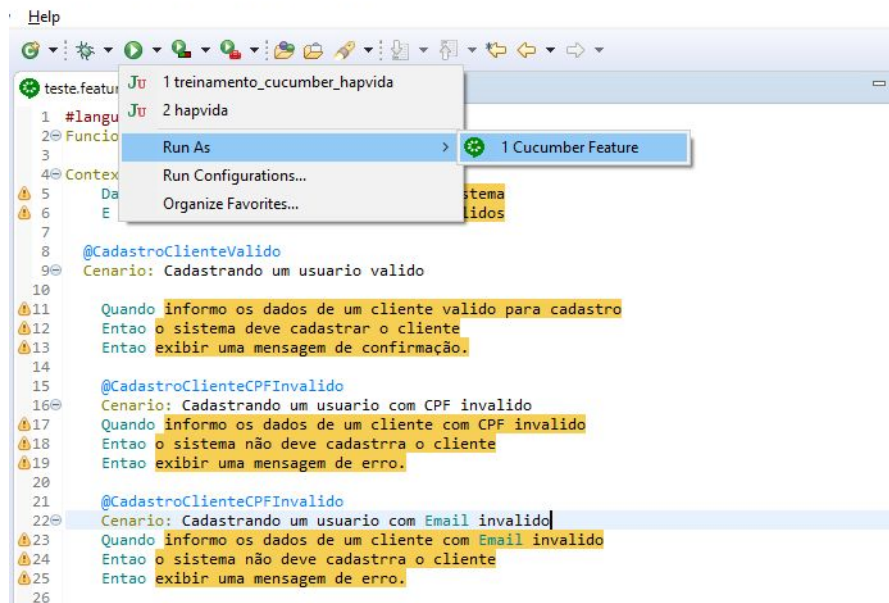 Help
teste.featur
1 treinamento_cucumber_hapvida
2 hapvida
Run As
1 Cucumber Feature
Run Configurations...
Organize Favorites...
1 #langu
2 Funcio
3
4 Contex
5 Da stema
6 E lidos
7
8 @CadastroClienteValido
9 Cenario: Cadastrando um usuario valido
10
11 Quando informo os dados de um cliente valido para cadastro
12 Entao o sistema deve cadastrar o cliente
13 Entao exibir uma mensagem de confirmação.
14
15 @CadastroClienteCPFInvalido
16 Cenario: Cadastrando um usuario com CPF invalido
17 Quando informo os dados de um cliente com CPF invalido
18 Entao o sistema não deve cadastrra o cliente
19 Entao exibir uma mensagem de erro.
20
21 @CadastroClienteCPFInvalido
22 Cenario: Cadastrando um usuario com Email invalido
23 Quando informo os dados de um cliente com Email invalido
24 Entao o sistema não deve cadastrra o cliente
25 Entao exibir uma mensagem de erro.
26